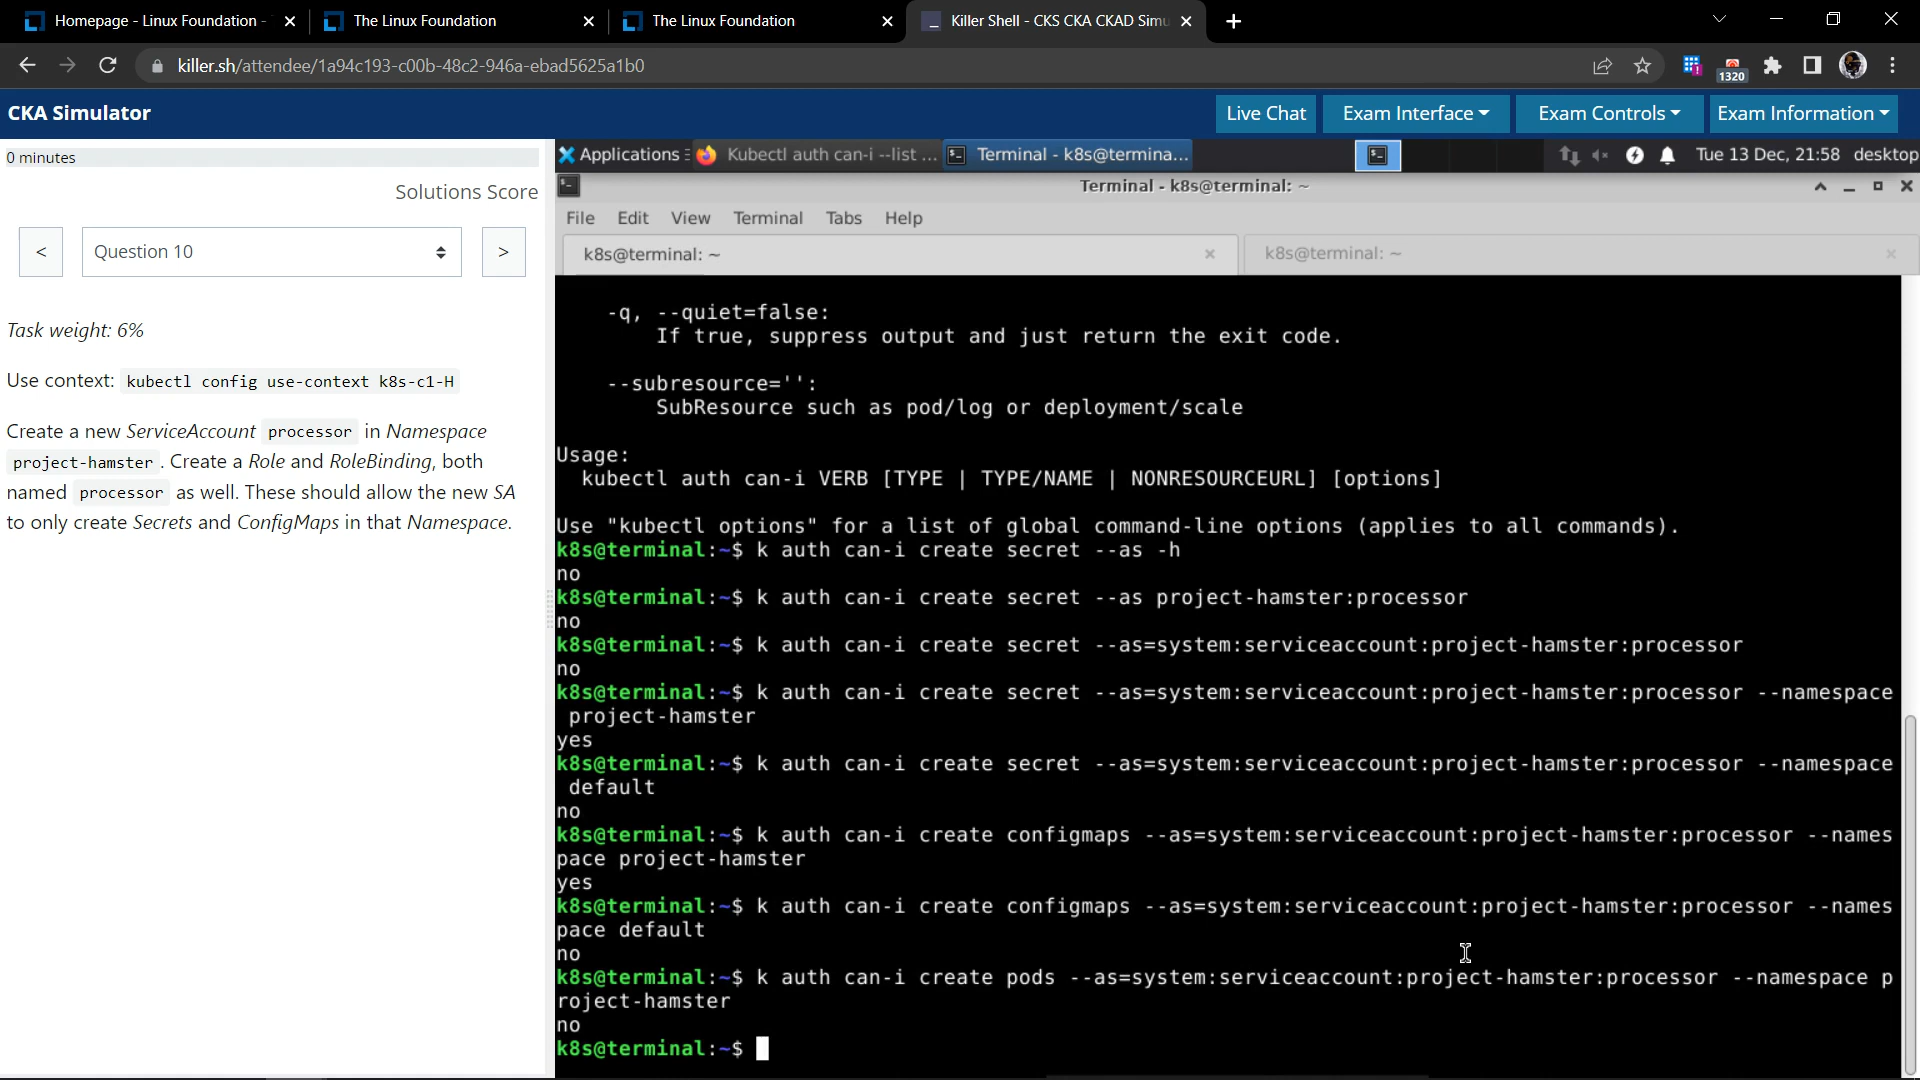 Homepage - Linux Foundation -
The Linux Foundation
The Linux Foundation
Killer Shell - CKS CKA CKAD Simu
killer.sh/attendee/1a94c193-c00b-48c2-946a-ebad5625a1b0
1320
CKA Simulator
Live Chat
Exam Interface
Exam Controls
Exam Information
0 minutes
Solutions Score
<
Question 10
>
Task weight: 6%
Use context: kubectl config use-context k8s-c1-H
Create a new ServiceAccount processor in Namespace
project-hamster . Create a Role and RoleBinding, both
named processor as well. These should allow the new SA
to only create Secrets and ConfigMaps in that Namespace.
Applications
Kubectl auth can-i --list ...
Terminal - k8s@termina...
Tue 13 Dec, 21:58 desktop
Terminal - k8s@terminal: ~
File Edit View Terminal Tabs Help
k8s@terminal: ~
k8s@terminal: ~
-q, --quiet=false:
If true, suppress output and just return the exit code.
--subresource='':
SubResource such as pod/log or deployment/scale
Usage:
kubectl auth can-i VERB [TYPE | TYPE/NAME | NONRESOURCEURL] [options]
Use "kubectl options" for a list of global command-line options (applies to all commands).
k8s@terminal:~$ k auth can-i create secret --as -h
no
k8s@terminal:~$ k auth can-i create secret --as project-hamster:processor
no
k8s@terminal:~$ k auth can-i create secret --as=system:serviceaccount:project-hamster:processor
no
k8s@terminal:~$ k auth can-i create secret --as=system:serviceaccount:project-hamster:processor --namespace
project-hamster
yes
k8s@terminal:~$ k auth can-i create secret --as=system:serviceaccount:project-hamster:processor --namespace
default
no
k8s@terminal:~$ k auth can-i create configmaps --as=system:serviceaccount:project-hamster:processor --names
pace project-hamster
yes
k8s@terminal:~$ k auth can-i create configmaps --as=system:serviceaccount:project-hamster:processor --names
pace default
no
k8s@terminal:~$ k auth can-i create pods --as=system:serviceaccount:project-hamster:processor --namespace p
roject-hamster
no
k8s@terminal:~$